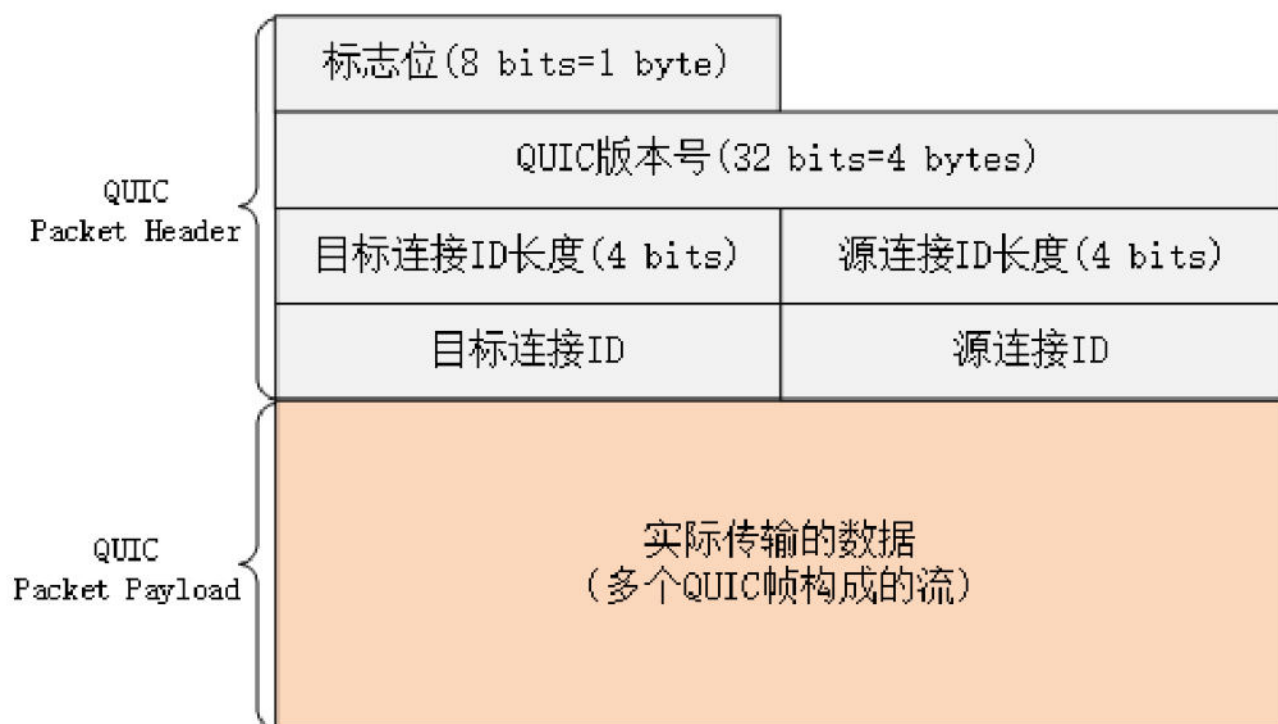 标志位(8 bits=1 byte)
QUIC版本号(32 bits=4 bytes)
QUIC
Packet Header
目标连接ID长度(4 bits)
源连接ID长度(4 bits)
目标连接ID
源连接ID
实际传输的数据
(多个QUIC帧构成的流)
QUIC
Packet Payload